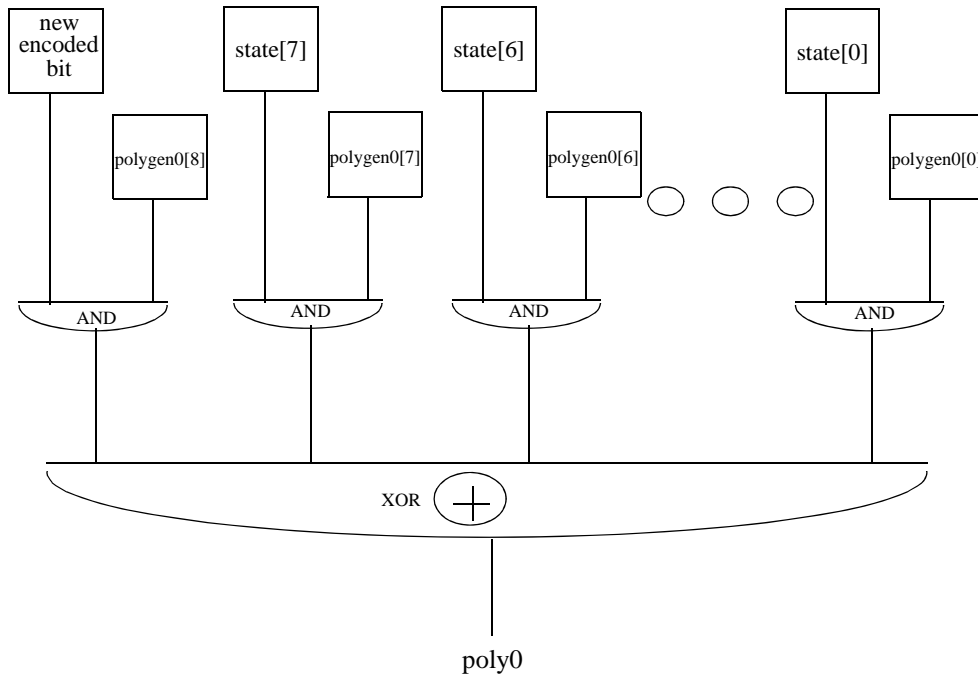 new
encoded
bit
state[7]
state[6]
state[0]
polygen0[8]
polygen0[7]
polygen0[6]
polygen0[0]
AND
AND
AND
AND
XOR
poly0